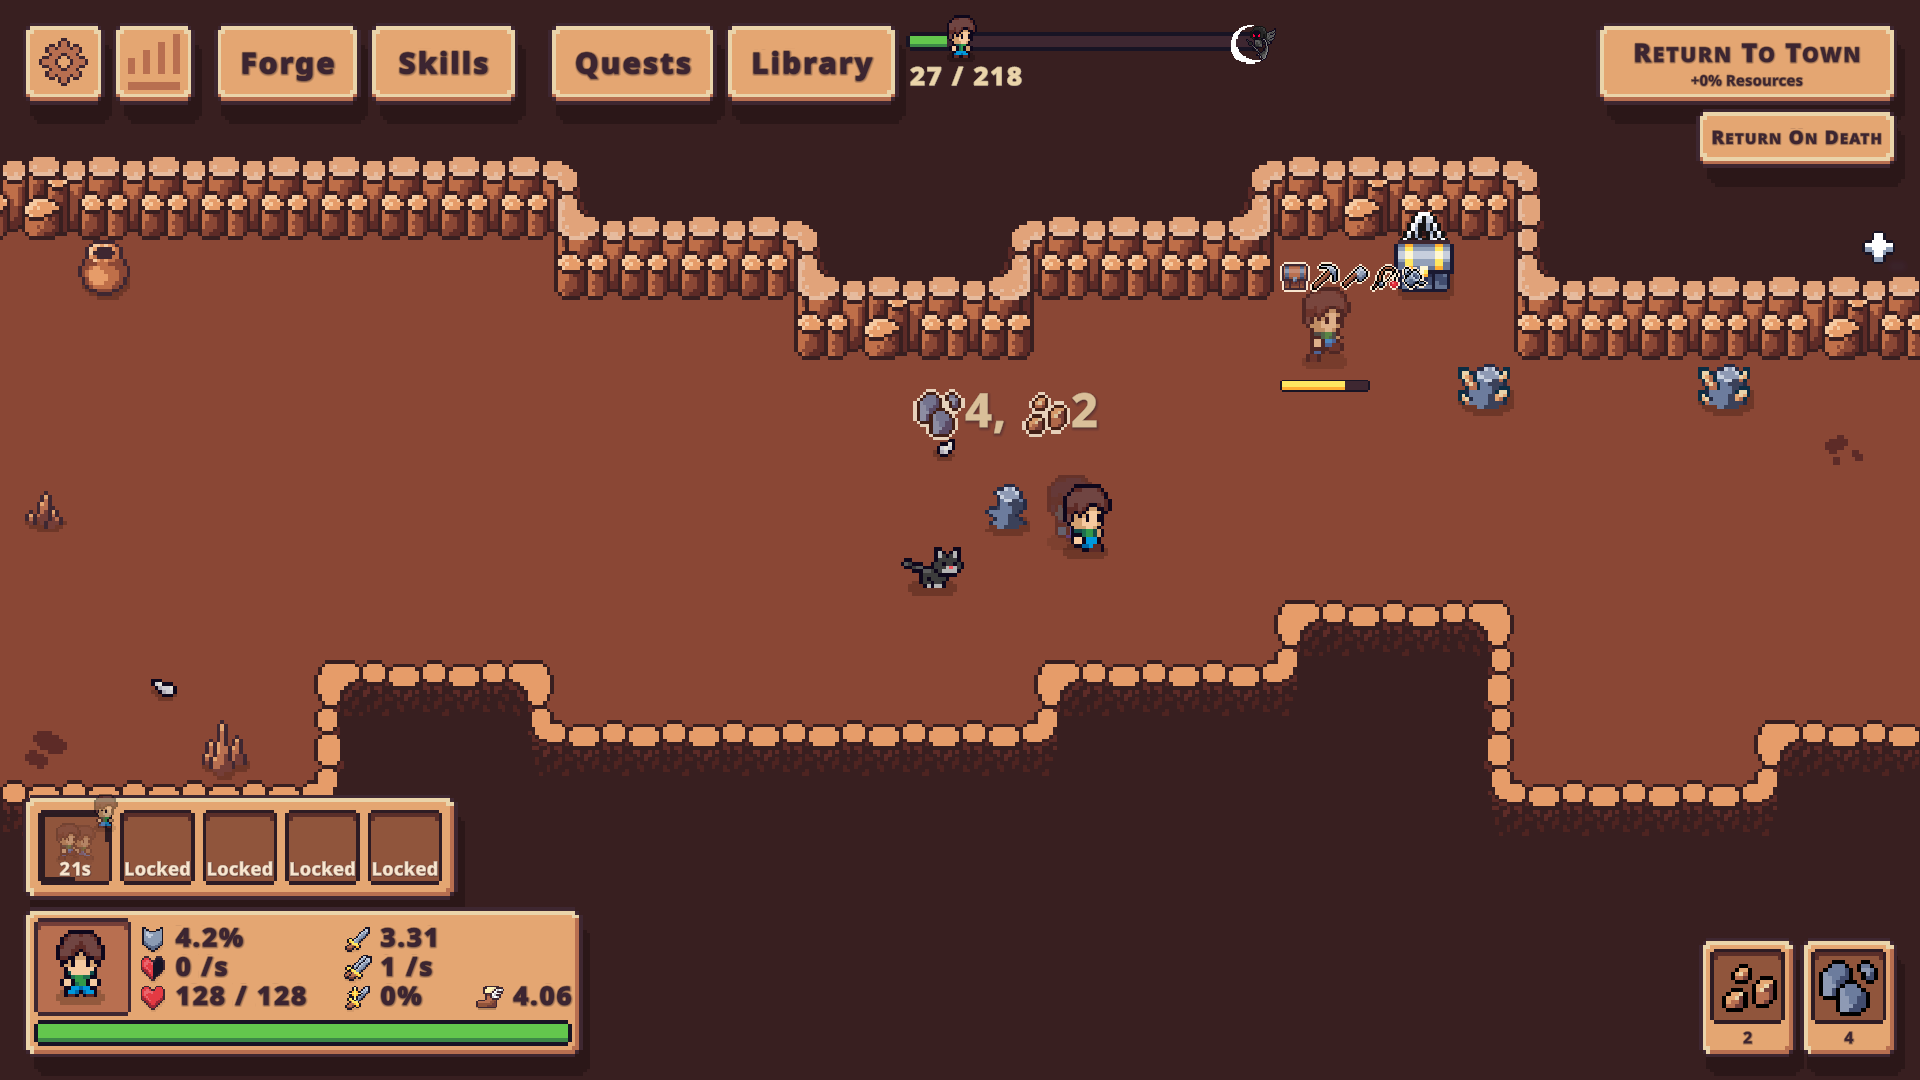 Forge
Skills
Quests
Library
27 / 218
Return To Town
+0% Resources
Return On Death
4, 2
21s
Locked
Locked
Locked
Locked
4.2%
3.31
0 /s
1 /s
128 / 128
0%
4.06
2
4